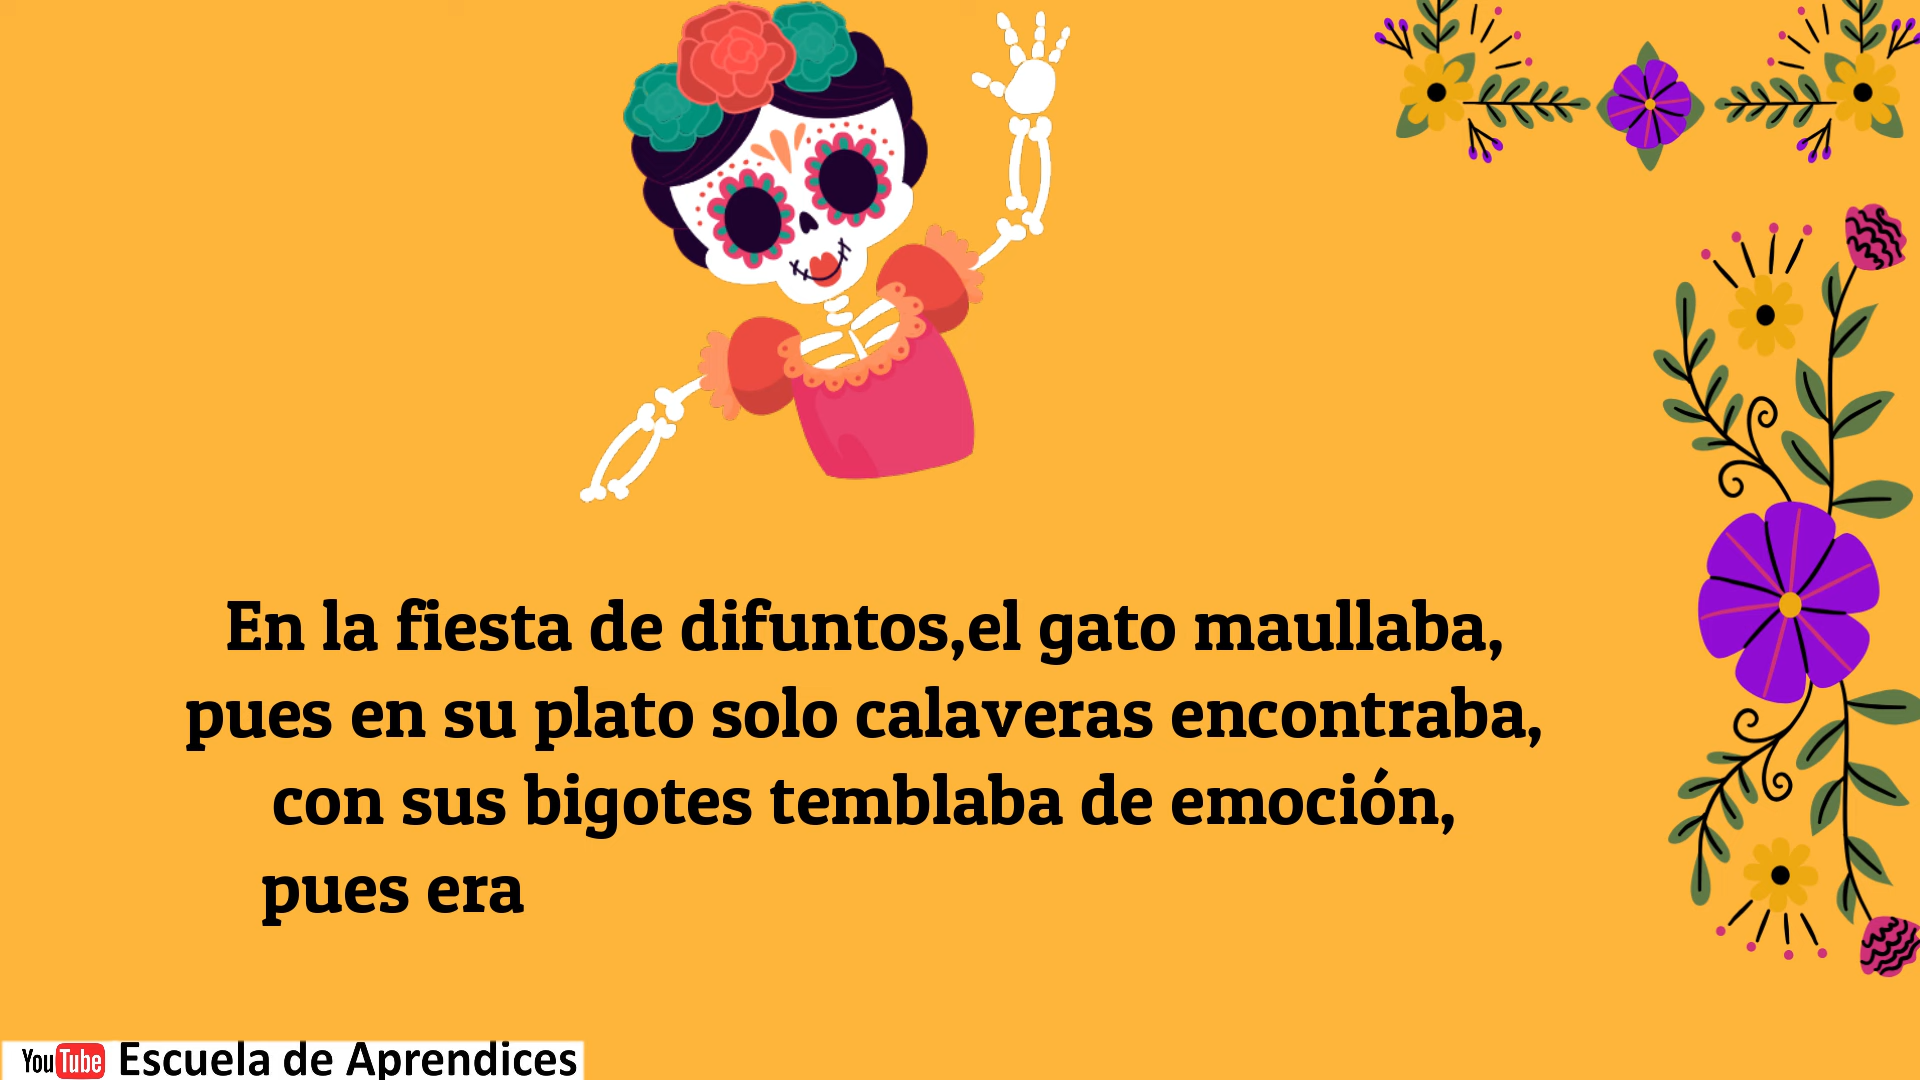 En la fiesta de difuntos,el gato maullaba,
pues en su plato solo calaveras encontraba,
con sus bigotes temblaba de emoción,
pues era
YouTube Escuela de Aprendices